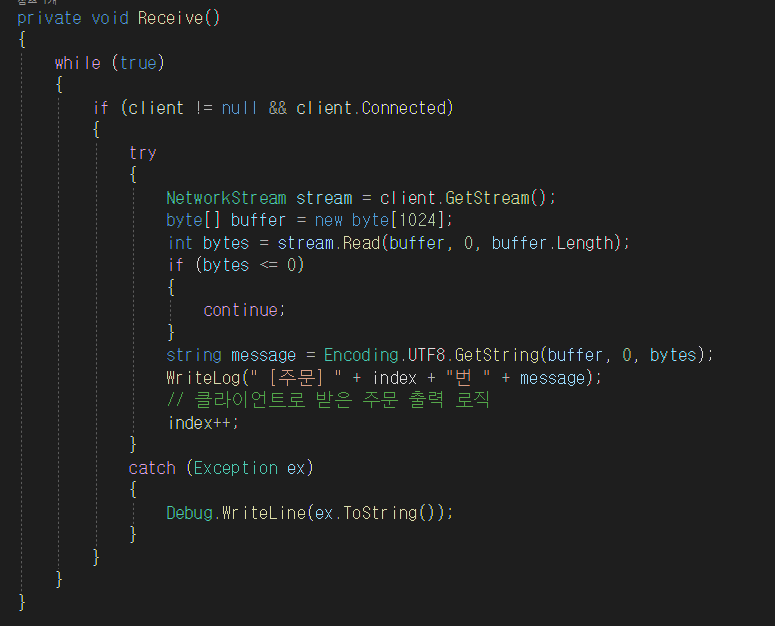 private void Receive()
{
while (true)
{
if (client != null && client.Connected)
{
try
{
NetworkStream stream = client.GetStream();
byte[] buffer = new byte[1024];
int bytes = stream.Read(buffer, 0, buffer.Length);
if (bytes <= 0)
{
continue;
}
string message = Encoding.UTF8.GetString(buffer, 0, bytes);
WriteLog(" [주문] " + index + "번 " + message);
// 클라이언트로 받은 주문 출력 로직
index++;
}
catch (Exception ex)
{
Debug.WriteLine(ex.ToString());
}
}
}
}